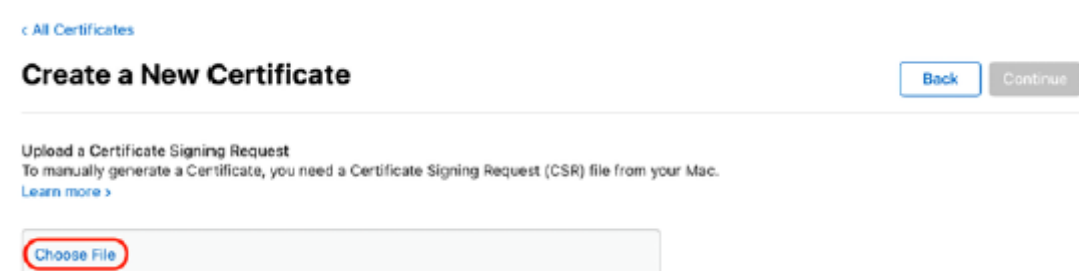 < All Certificates
Create a New Certificate
Back
Continue
Upload a Certificate Signing Request
To manually generate a Certificate, you need a Certificate Signing Request (CSR) file from your Mac.
Learn more >
Choose File